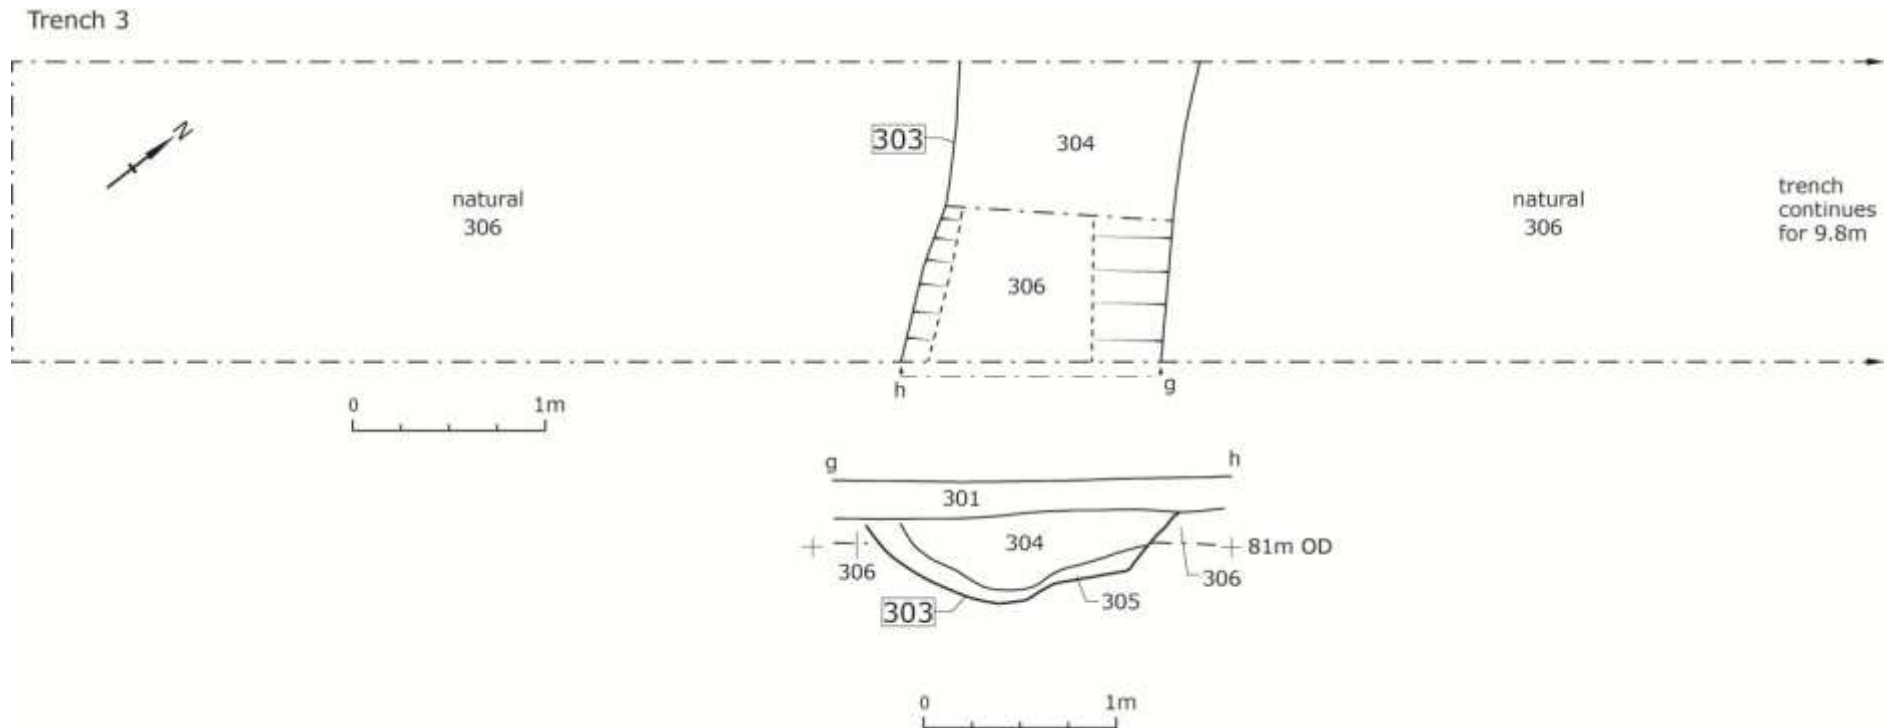 Trench 3
N
303
304
natural
306
306
natural
306
trench
continues
for 9.8m
h
g
0 1m
g
h
301
304
81m OD
306
306
305
303
0 1m